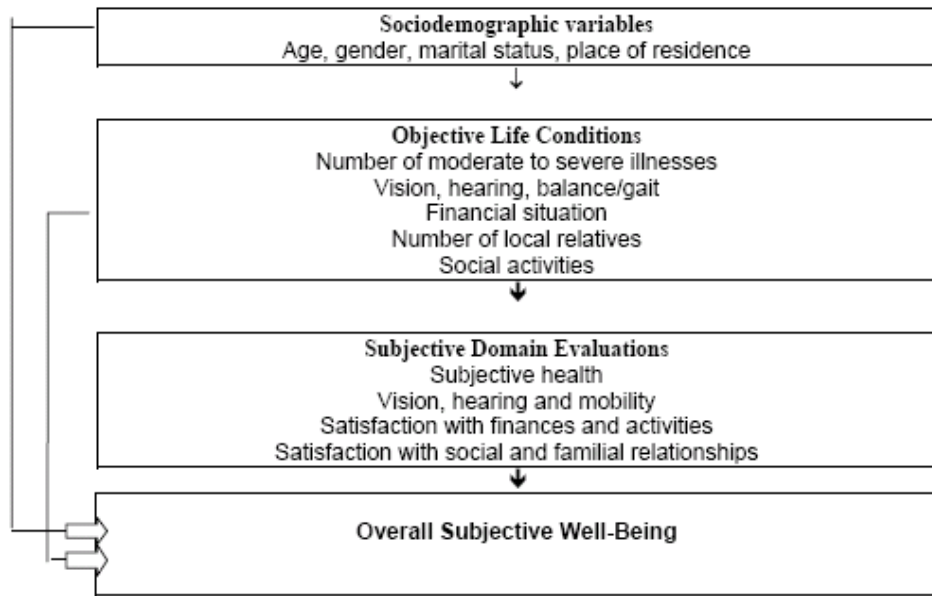 Sociodemographic variables
Age, gender, marital status, place of residence
Objective Life Conditions
Number of moderate to severe illnesses
Vision, hearing, balance/gait
Financial situation
Number of local relatives
Social activities
Subjective Domain Evaluations
Subjective health
Vision, hearing and mobility
Satisfaction with finances and activities
Satisfaction with social and familial relationships
Overall Subjective Well-Being